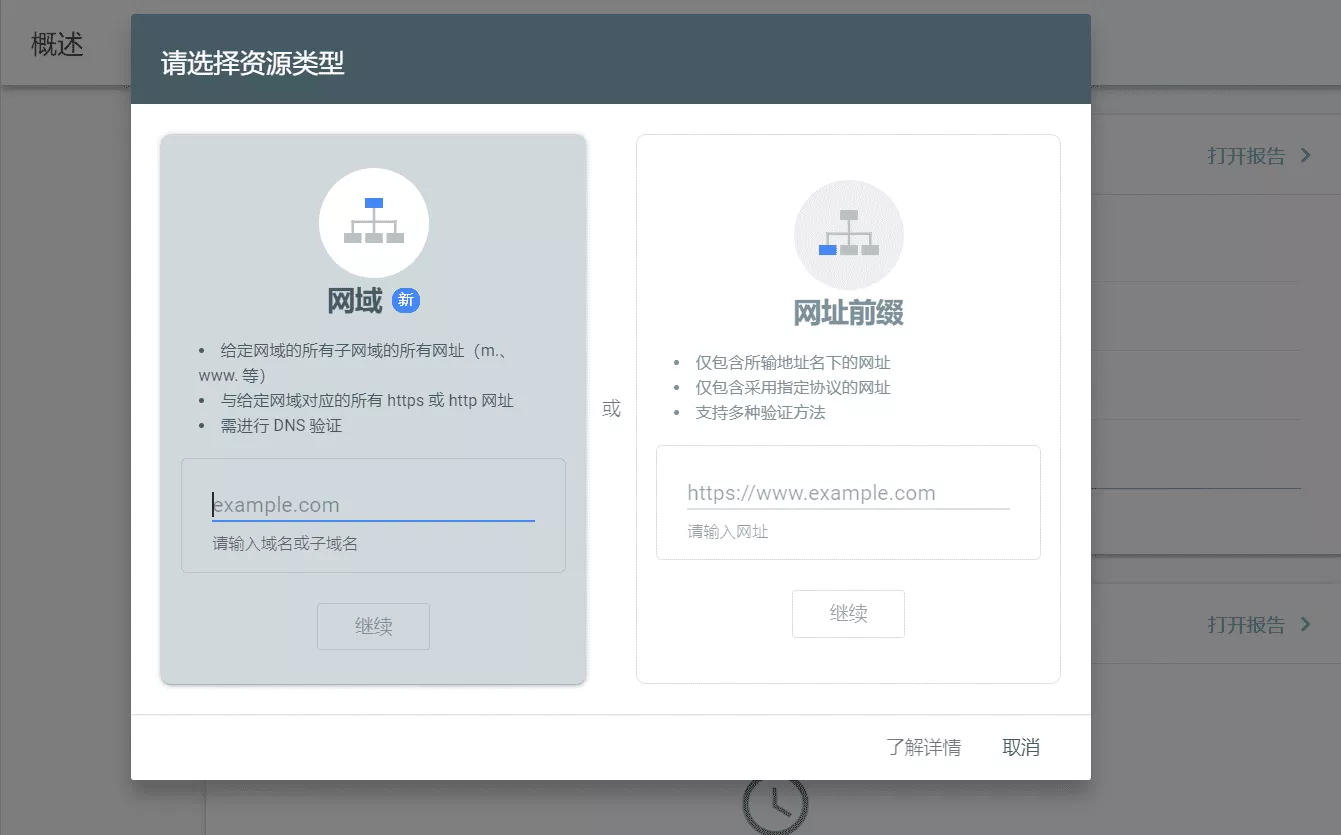 概述
请选择资源类型
打开报告
网域 新
• 给定网域的所有子网域的所有网址（m.、
www. 等）
• 与给定网域对应的所有 https 或 http 网址
• 需进行 DNS 验证
example.com
请输入域名或子域名
继续
或
网址前缀
• 仅包含所输地址名下的网址
• 仅包含采用指定协议的网址
• 支持多种验证方法
https://www.example.com
请输入网址
继续
打开报告
了解详情
取消